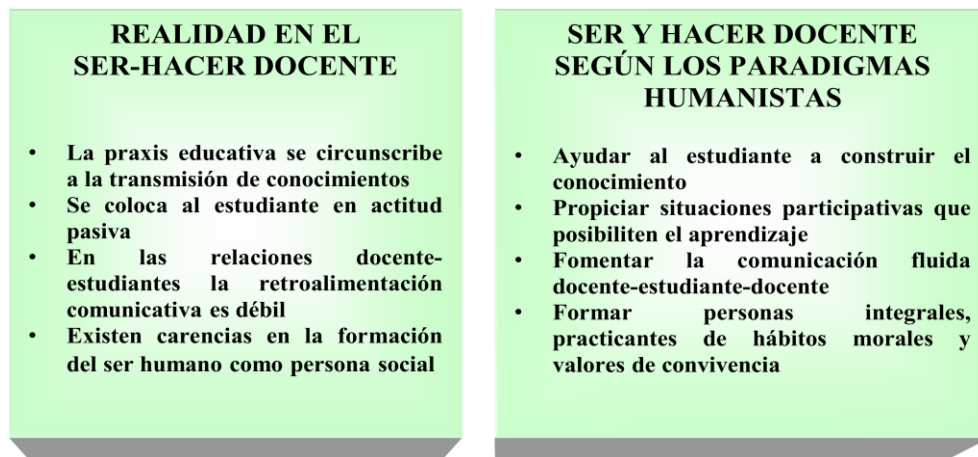 REALIDAD EN EL
SER-HACER DOCENTE
• La praxis educativa se circunscribe
a la transmisión de conocimientos
• Se coloca al estudiante en actitud
pasiva
• En las relaciones docente-
estudiantes la retroalimentación
comunicativa es débil
• Existen carencias en la formación
del ser humano como persona social
SER Y HACER DOCENTE
SEGÚN LOS PARADIGMAS
HUMANISTAS
• Ayudar al estudiante a construir el
conocimiento
• Propiciar situaciones participativas que
posibiliten el aprendizaje
• Fomentar la comunicación fluida
docente-estudiante-docente
• Formar personas integrales,
practicantes de hábitos morales y
valores de convivencia